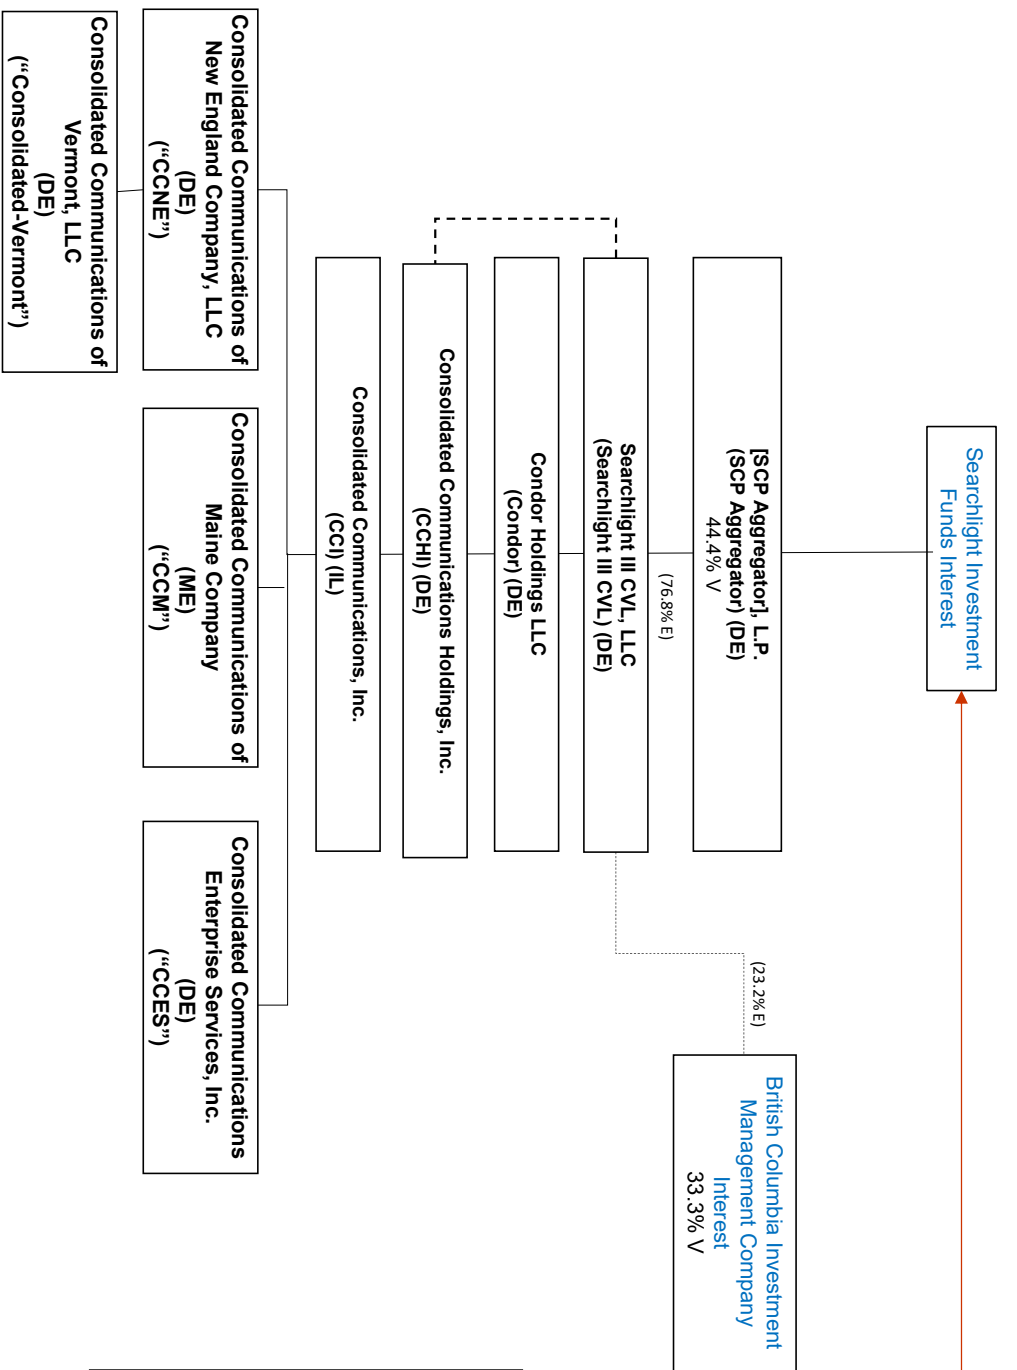 Searchlight Investment
Funds Interest
[SCP Aggregator], L.P.
(SCP Aggregator) (DE)
44.4% V
(76.8% E)
(23.2% E)
British Columbia Investment
Management Company
Interest
33.3% V
Searchlight III CVL, LLC
(Searchlight III CVL) (DE)
Condor Holdings LLC
(Condor) (DE)
Consolidated Communications Holdings, Inc.
(CCHI) (DE)
Consolidated Communications, Inc.
(CCI) (IL)
Consolidated Communications of
New England Company, LLC
(DE)
(“CCNE”)
Consolidated Communications of
Maine Company
(ME)
(“CCM”)
Consolidated Communications
Enterprise Services, Inc.
(DE)
(“CCES”)
Consolidated Communications of
Vermont, LLC
(DE)
(“Consolidated-Vermont”)